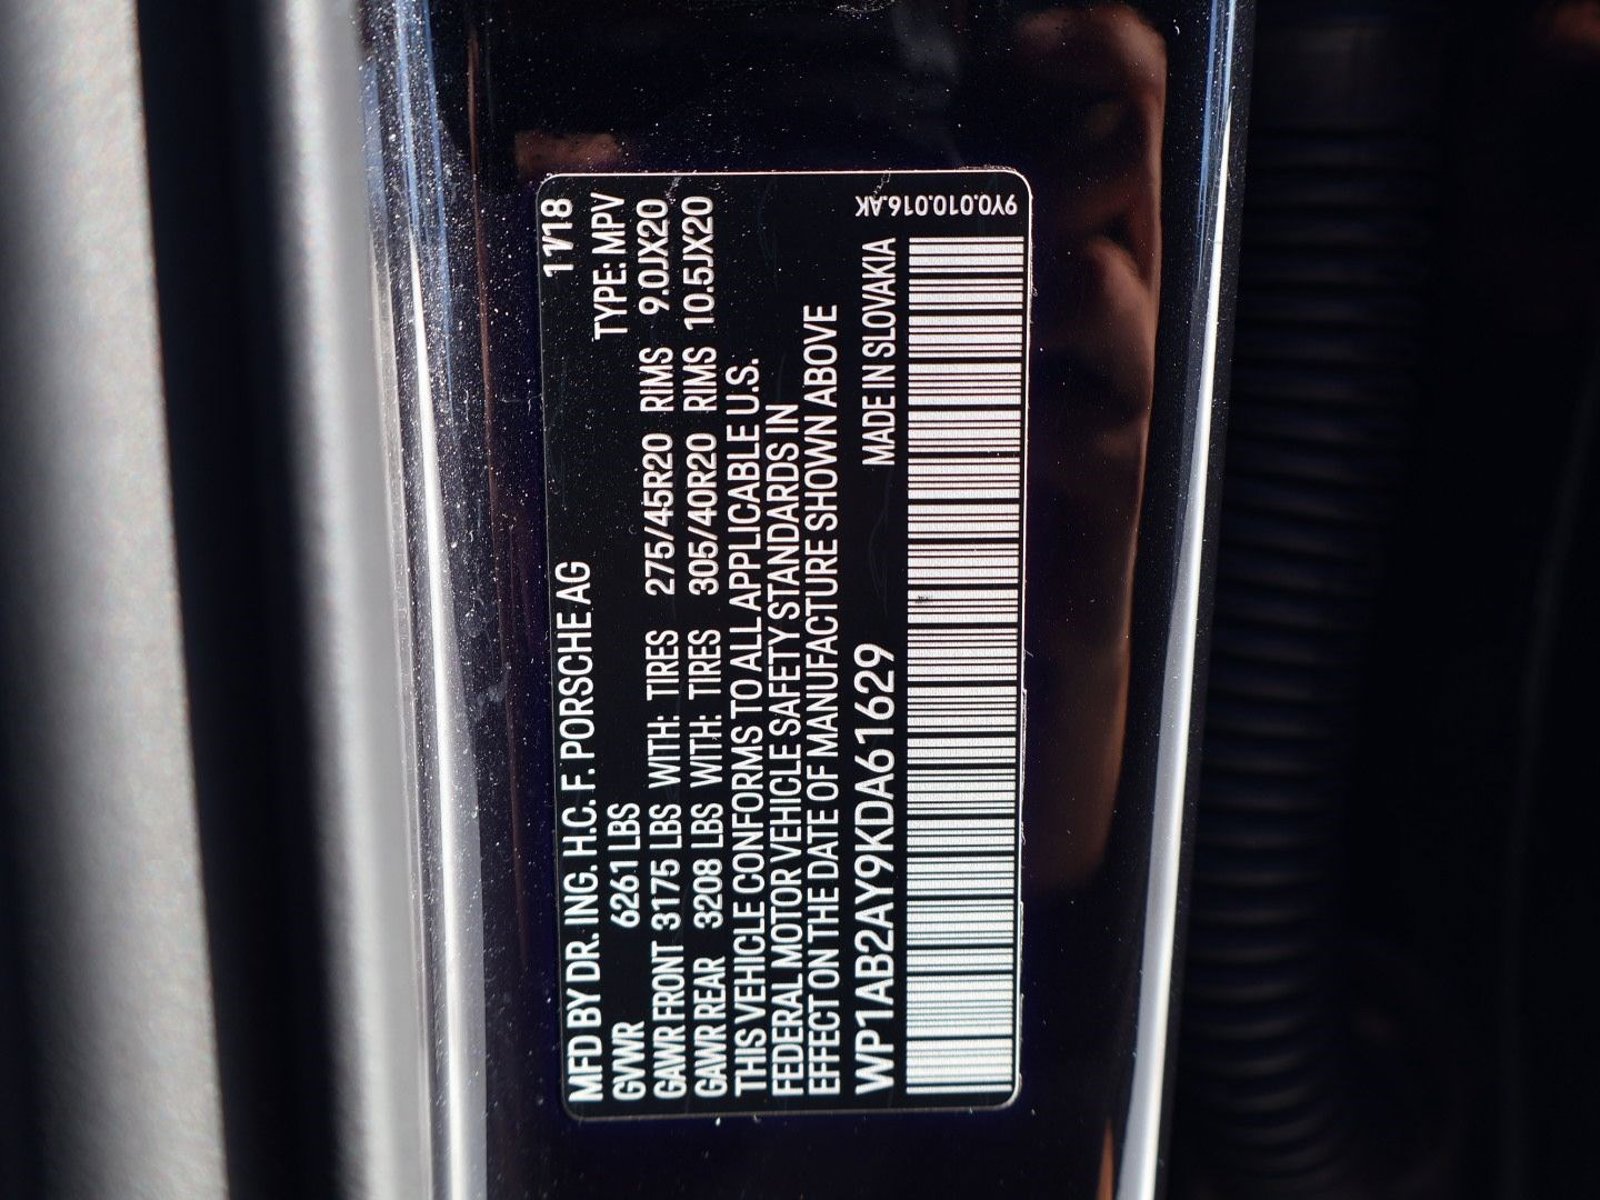 MFD BY DR. ING. H.C. F. PORSCHE AG 11/18
GVWR 6261 LBS TYPE: MPV
GAWR FRONT 3175 LBS WITH: TIRES 275/45R20 RIMS 9.0JX20
GAWR REAR 3208 LBS WITH: TIRES 305/40R20 RIMS 10.5JX20
THIS VEHICLE CONFORMS TO ALL APPLICABLE U.S.
FEDERAL MOTOR VEHICLE SAFETY STANDARDS IN
EFFECT ON THE DATE OF MANUFACTURE SHOWN ABOVE
WP1AB2AY9KDA61629 MADE IN SLOVAKIA
9Y0.010.016.AK